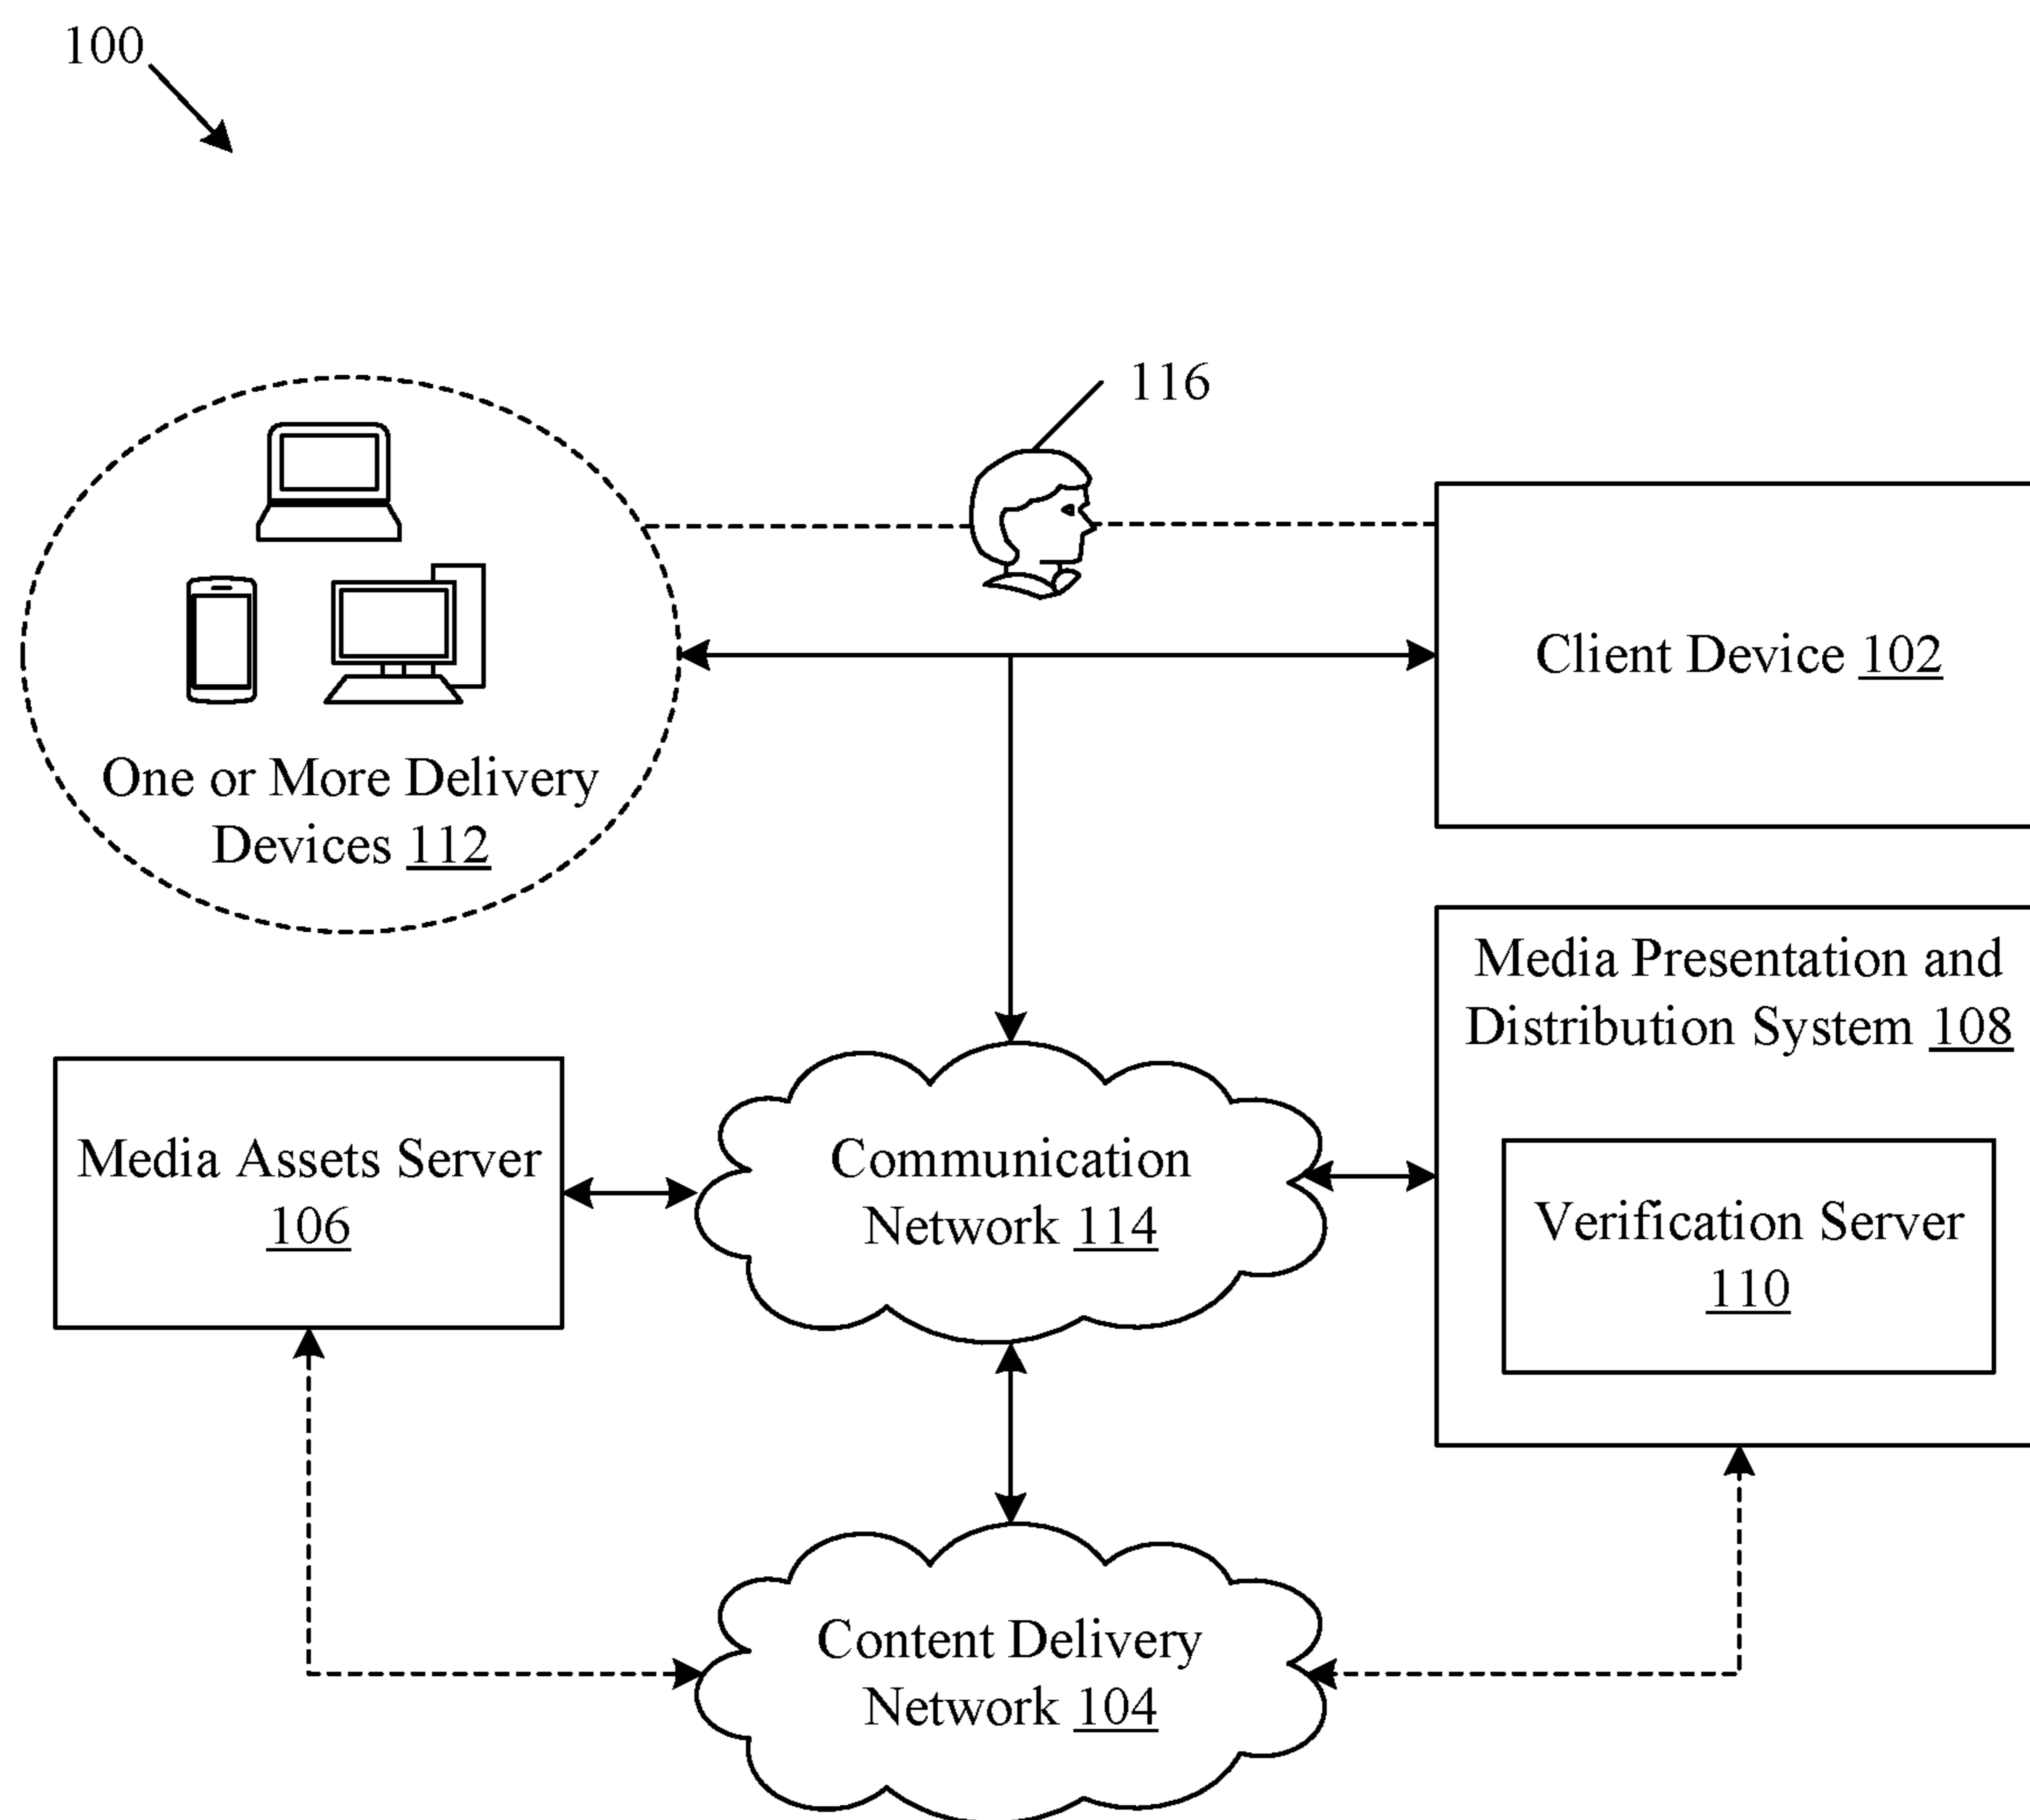 100
116
Client Device 102
One or More Delivery
Devices 112
Media Presentation and
Distribution System 108
Media Assets Server
106
Communication
Network 114
Verification Server
110
Content Delivery
Network 104